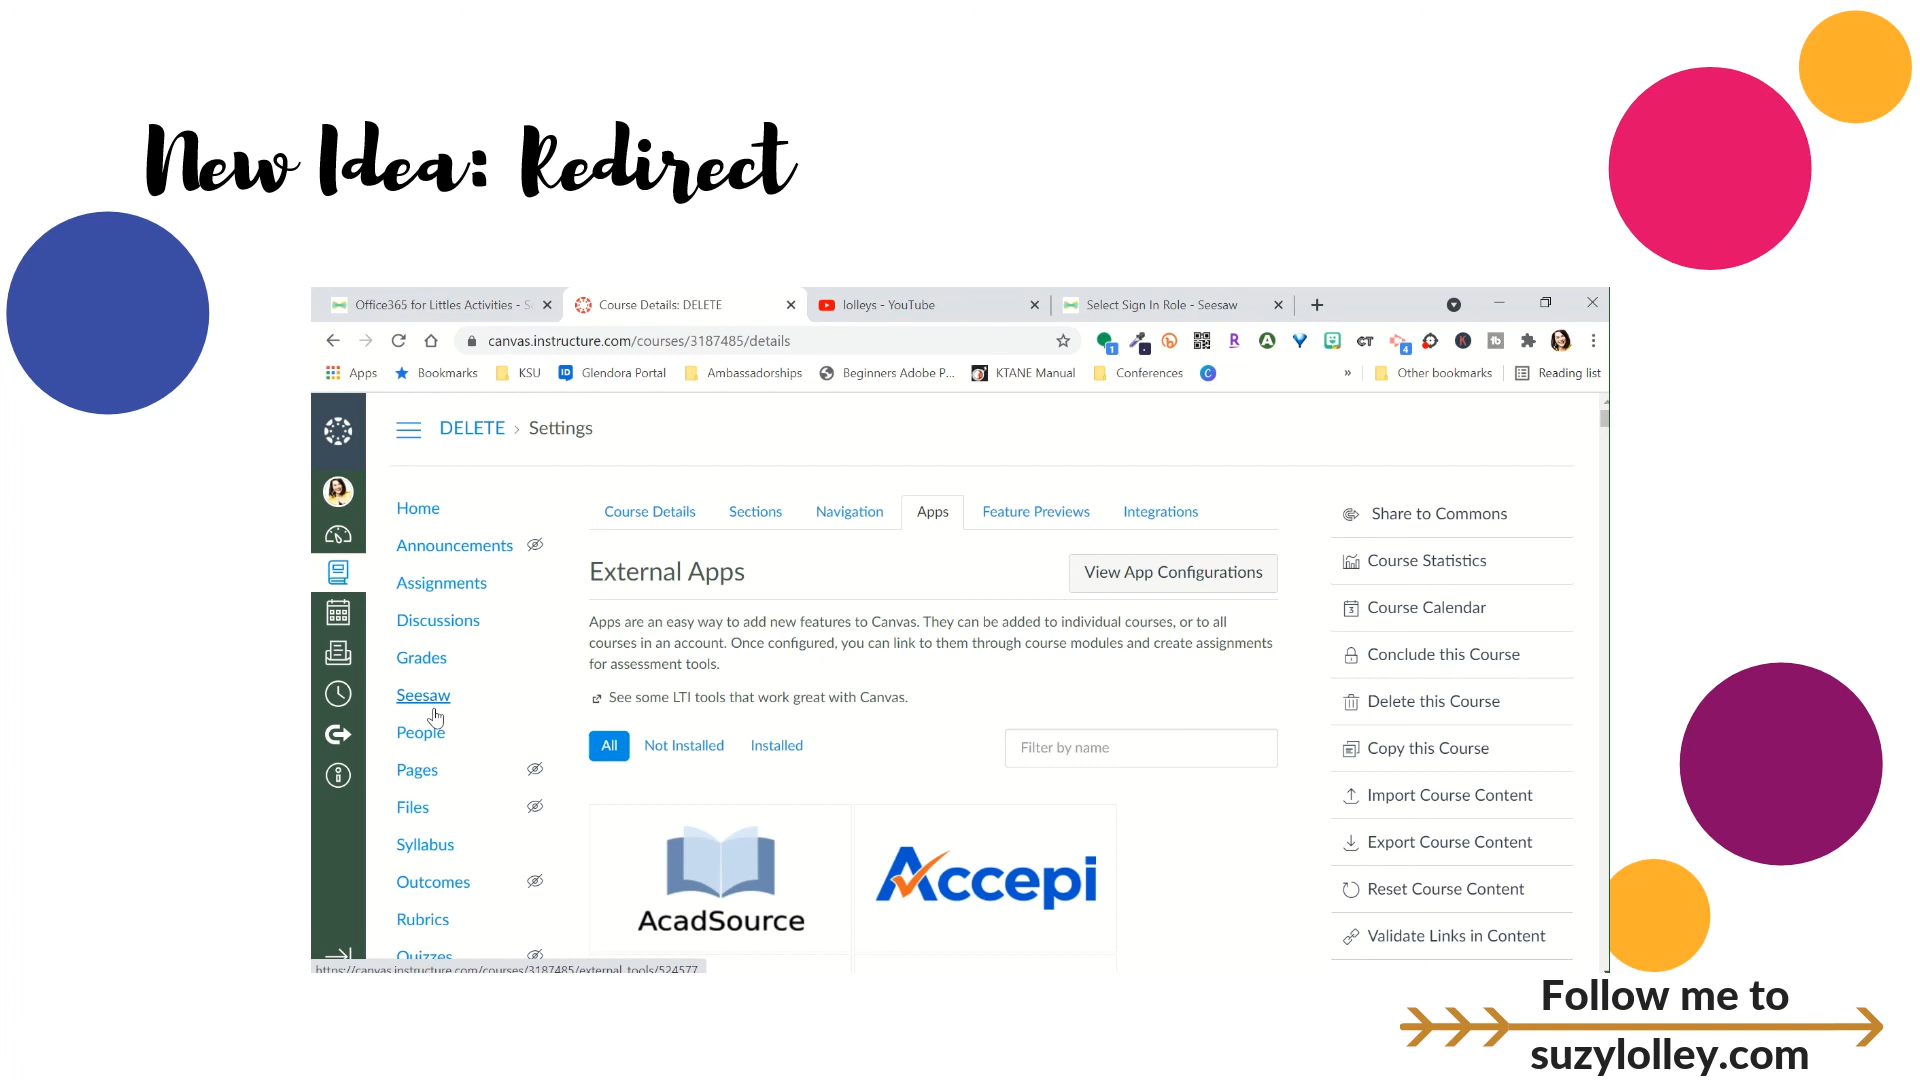 New Idea: Redirect
Office365 for Littles Activities - S
Course Details: DELETE
lolleys - YouTube
Select Sign In Role - Seesaw
canvas.instructure.com/courses/3187485/details
Apps
Bookmarks
KSU
Glendora Portal
Ambassadorships
Beginners Adobe P...
KTANE Manual
Conferences
»
Other bookmarks
Reading list
DELETE › Settings
Home
Announcements
Assignments
Discussions
Grades
Seesaw
People
Pages
Files
Syllabus
Outcomes
Rubrics
Quizzes
https://canvas.instructure.com/courses/3187485/external_tools/524577
Course Details
Sections
Navigation
Apps
Feature Previews
Integrations
External Apps
View App Configurations
Apps are an easy way to add new features to Canvas. They can be added to individual courses, or to all
courses in an account. Once configured, you can link to them through course modules and create assignments
for assessment tools.
See some LTI tools that work great with Canvas.
All
Not Installed
Installed
Filter by name
AcadSource
Accepi
Share to Commons
Course Statistics
Course Calendar
Conclude this Course
Delete this Course
Copy this Course
Import Course Content
Export Course Content
Reset Course Content
Validate Links in Content
Follow me to
suzylolley.com